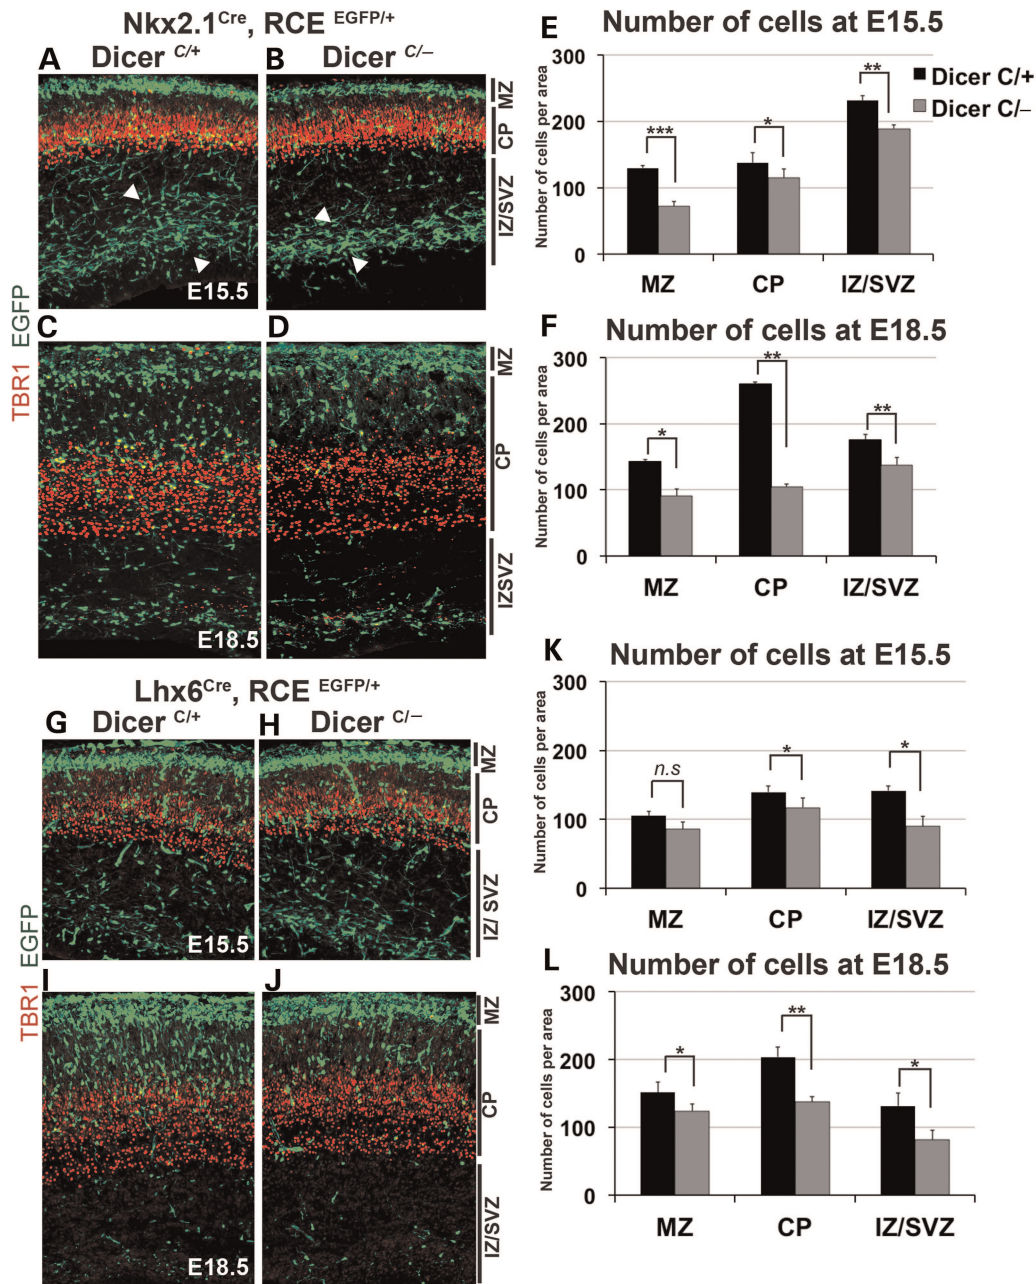 Nkx2.1Cre, RCE EGFP/+
A Dicer C/+ B Dicer C/–
MZ
CP
IZ/SVZ
E15.5
C D
MZ
CP
IZSVZ
E18.5
TBR1 EGFP
E Number of cells at E15.5
Number of cells per area
300
200
100
0
*** * **
Dicer C/+
Dicer C/–
MZ CP IZ/SVZ
F Number of cells at E18.5
Number of cells per area
300
200
100
0
* ** **
MZ CP IZ/SVZ
Lhx6Cre, RCE EGFP/+
G Dicer C/+ H Dicer C/–
MZ
CP
IZ/ SVZ
E15.5
I J
MZ
CP
IZ/SVZ
E18.5
TBR1 EGFP
K Number of cells at E15.5
Number of cells per area
300
200
100
0
n.s * *
MZ CP IZ/SVZ
L Number of cells at E18.5
Number of cells per area
300
200
100
0
* ** *
MZ CP IZ/SVZ